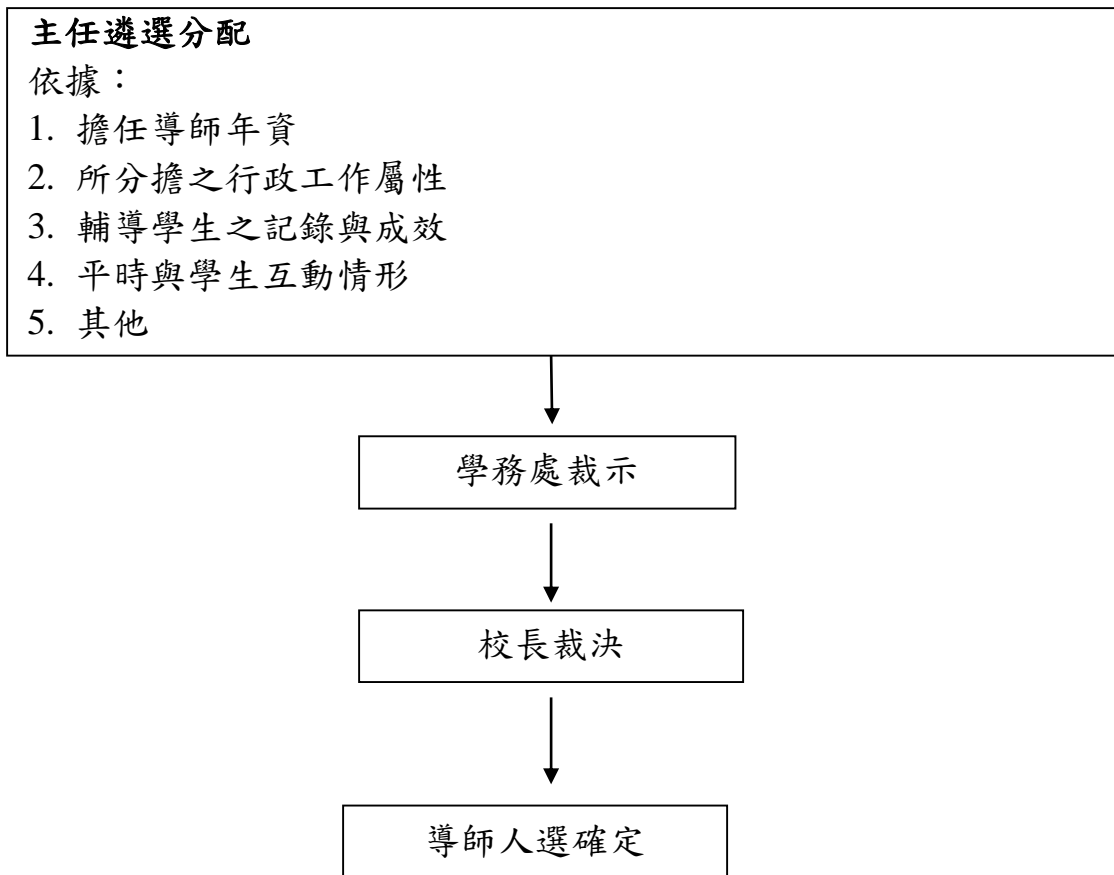 主任遴選分配
依據：
1. 擔任導師年資
2. 所分擔之行政工作屬性
3. 輔導學生之記錄與成效
4. 平時與學生互動情形
5. 其他
學務處裁示
校長裁決
導師人選確定